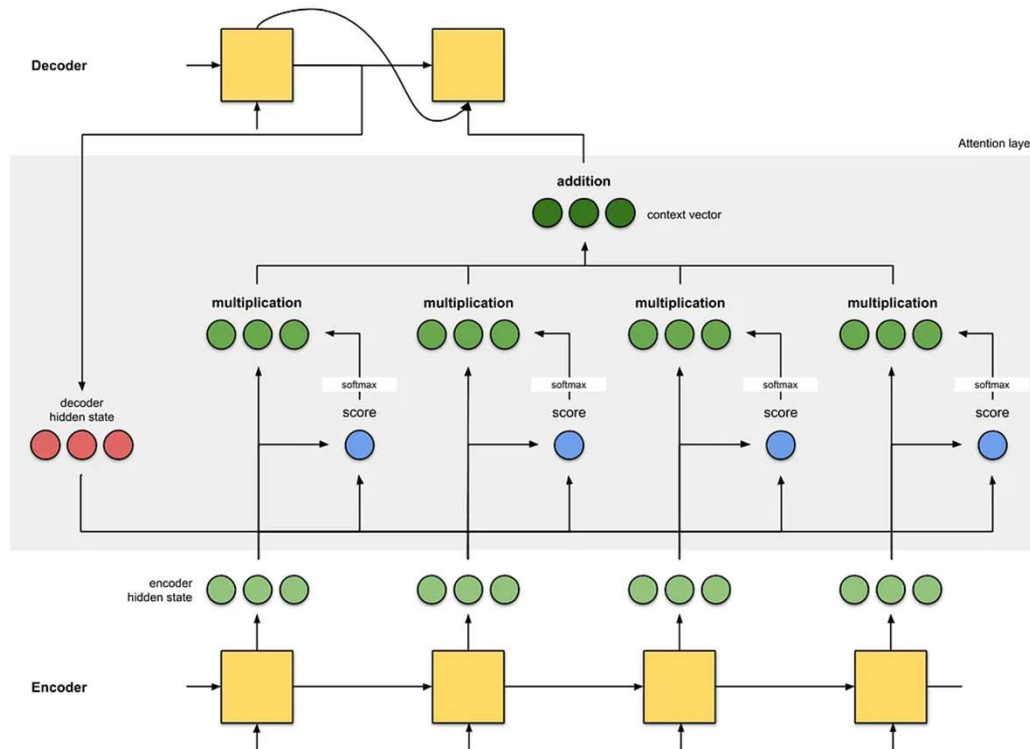 Decoder
Attention laye
addition
context vector
multiplication
multiplication
multiplication
multiplication
softmax
softmax
softmax
softmax
decoder
hidden state
score
score
score
score
encoder
hidden state
Encoder